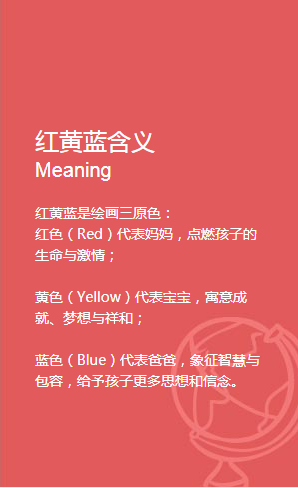 红黄蓝含义
Meaning
红黄蓝是绘画三原色：
红色（Red）代表妈妈，点燃孩子的
生命与激情；
黄色（Yellow）代表宝宝，寓意成
就、梦想与祥和；
蓝色（Blue）代表爸爸，象征智慧与
包容，给予孩子更多思想和信念。